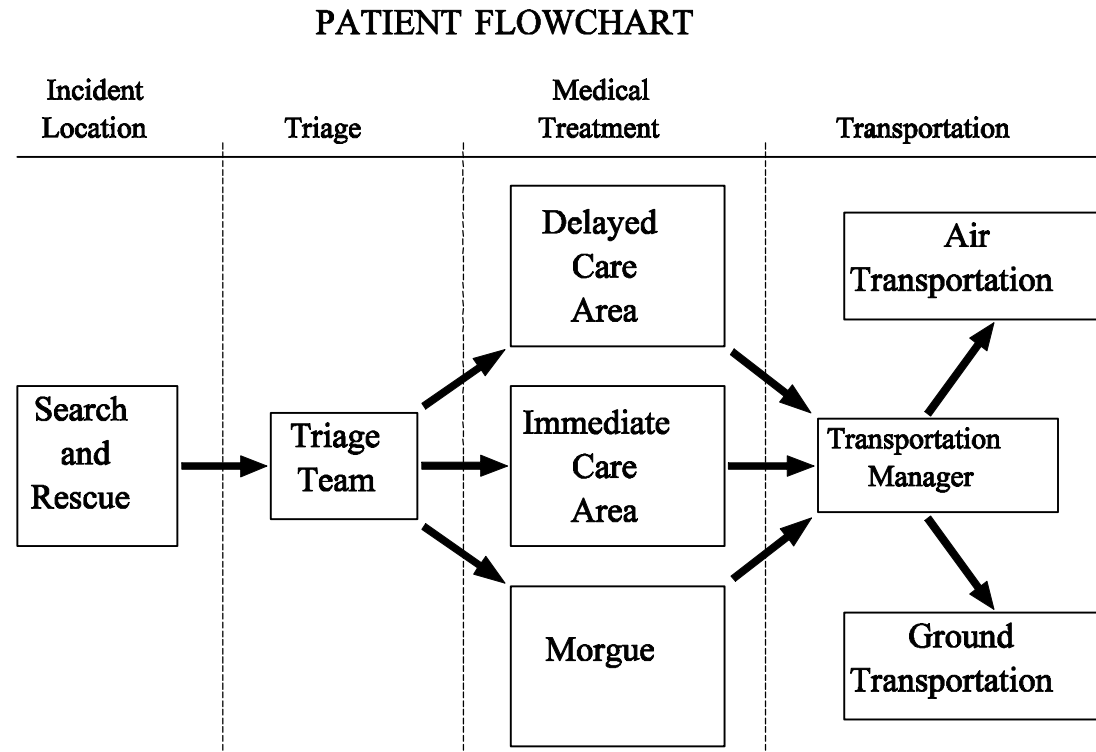 PATIENT FLOWCHART
Incident
Location
Triage
Medical
Treatment
Transportation
Search
and
Rescue
Triage
Team
Delayed
Care
Area
Immediate
Care
Area
Morgue
Transportation
Manager
Air
Transportation
Ground
Transportation